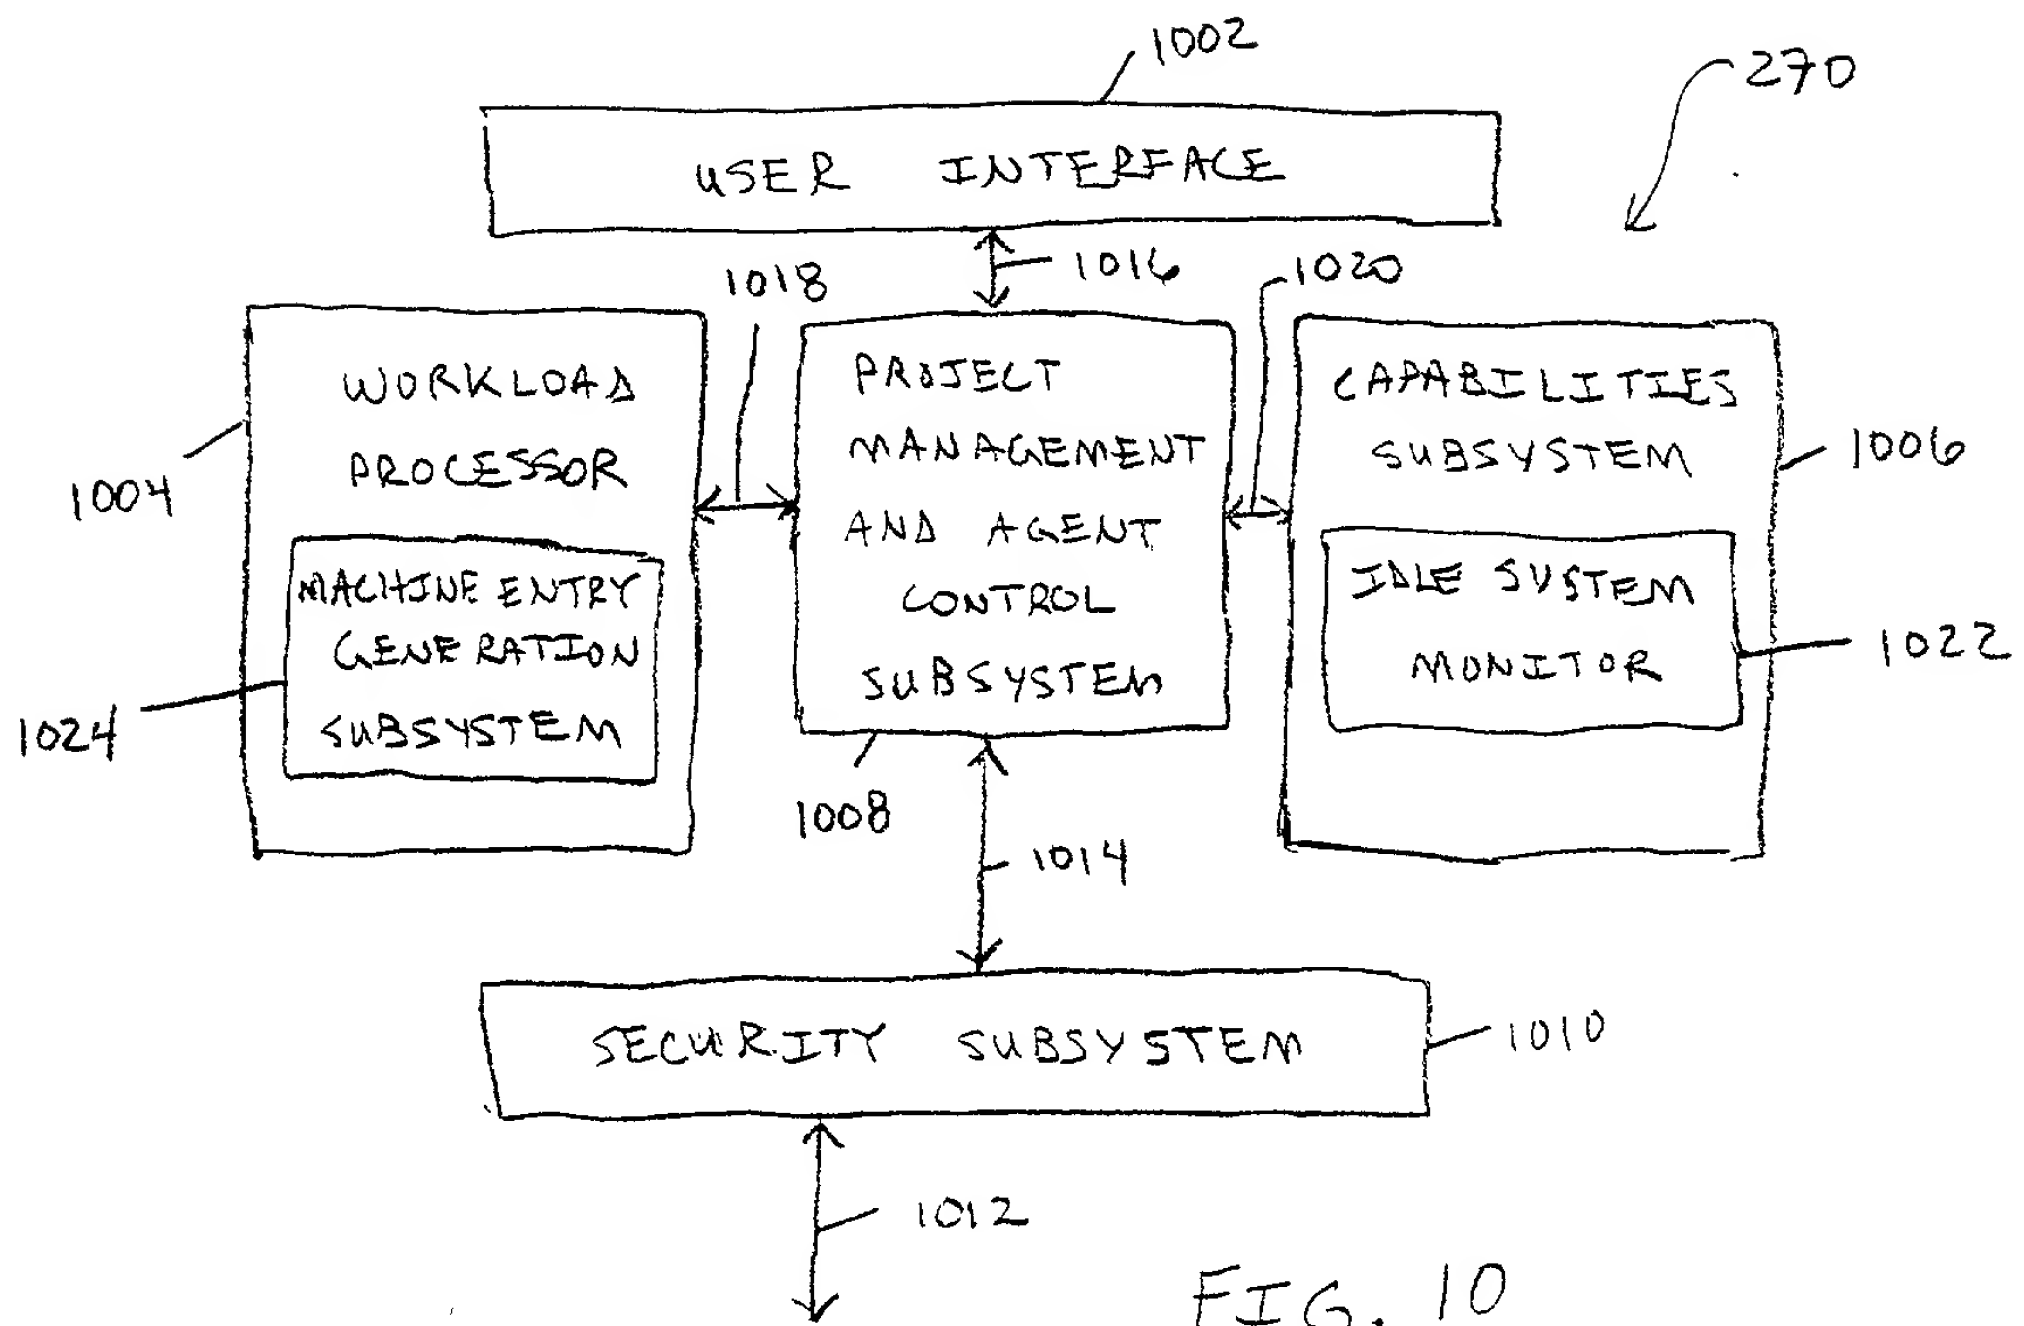 1002
270
USER INTERFACE
1016
1018
1020
WORKLOAD
PROCESSOR
1004
MACHINE ENTRY
GENERATION
SUBSYSTEM
1024
PROJECT
MANAGEMENT
AND AGENT
CONTROL
SUBSYSTEM
1008
CAPABILITIES
SUBSYSTEM
1006
IDLE SYSTEM
MONITOR
1022
1014
SECURITY SUBSYSTEM
1010
1012
FIG. 10